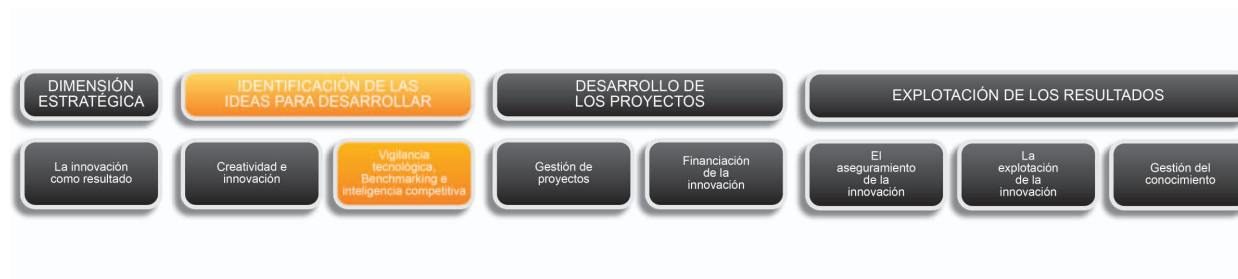 DIMENSIÓN
ESTRATÉGICA
IDENTIFICACIÓN DE LAS
IDEAS PARA DESARROLLAR
DESARROLLO DE
LOS PROYECTOS
EXPLOTACIÓN DE LOS RESULTADOS
La innovación
como resultado
Creatividad e
innovación
Vigilancia
tecnológica,
Benchmarking e
inteligencia competitiva
Gestión de
proyectos
Financiación
de la
innovación
El
aseguramiento
de la
innovación
La
explotación
de la
innovación
Gestión del
conocimiento